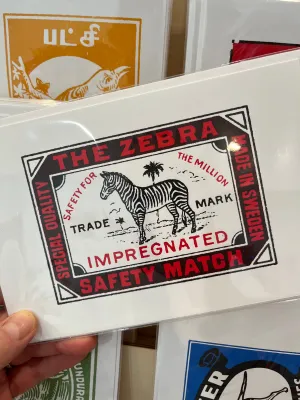 பட்சி
THE ZEBRA
SPECIAL QUALITY
MADE IN SWEDEN
SAFETY FOR
THE MILLION
TRADE MARK
IMPREGNATED
SAFETY MATCH